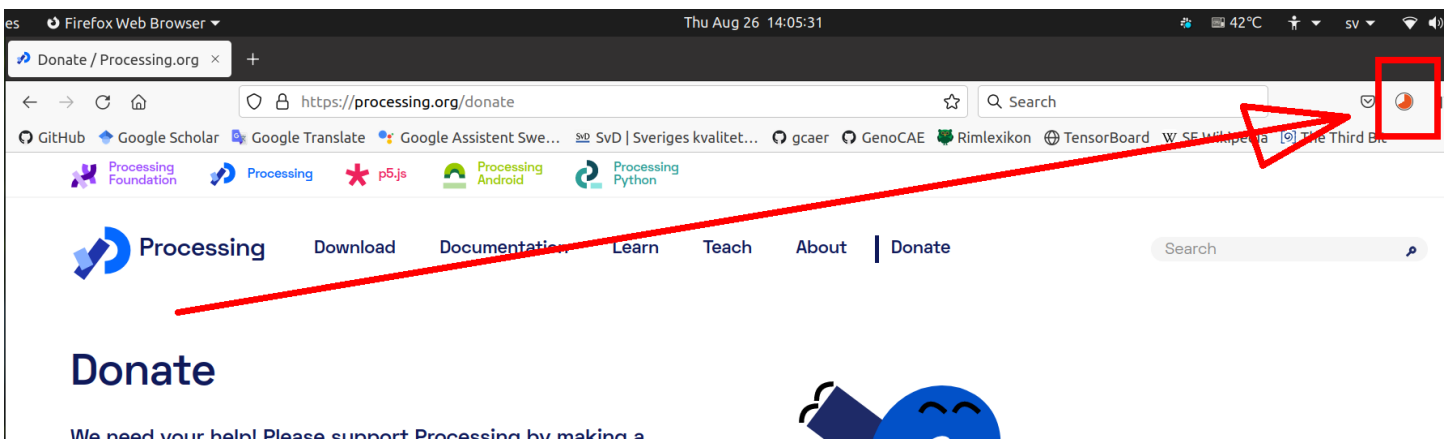 es Firefox Web Browser Thu Aug 26 14:05:31 42°C sv
Donate / Processing.org × +
https://processing.org/donate Search
GitHub Google Scholar Google Translate Google Assistent Swe... SvD SvD | Sveriges kvalitet... gcaer GenoCAE Rimlexikon TensorBoard W SE Wikipedia The Third Bit
Processing Foundation Processing p5.js Processing Android Processing Python
Processing Download Documentation Learn Teach About Donate Search
Donate
We need your help! Please support Processing by making a